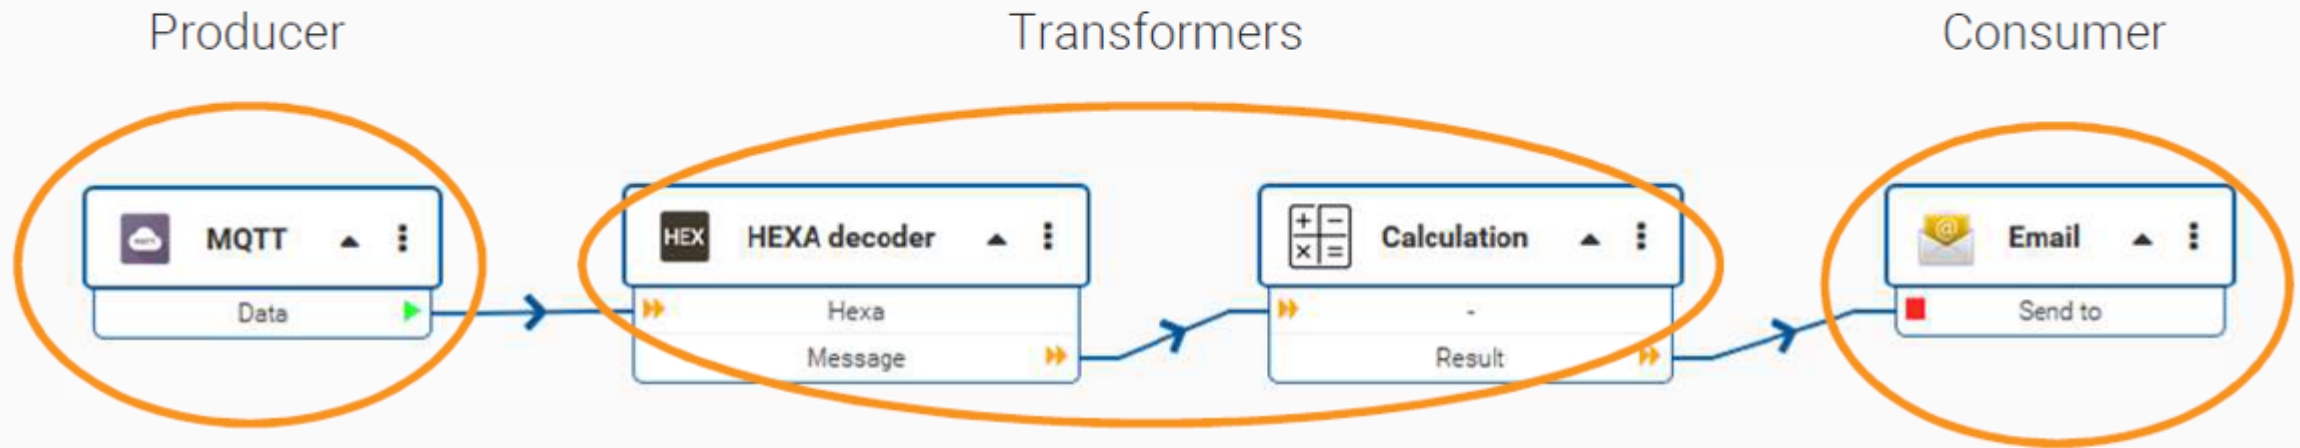 Producer
Transformers
Consumer
MQTT
Data
HEX
HEXA decoder
Hexa
Message
+ −
× =
Calculation
-
Result
@
Email
Send to